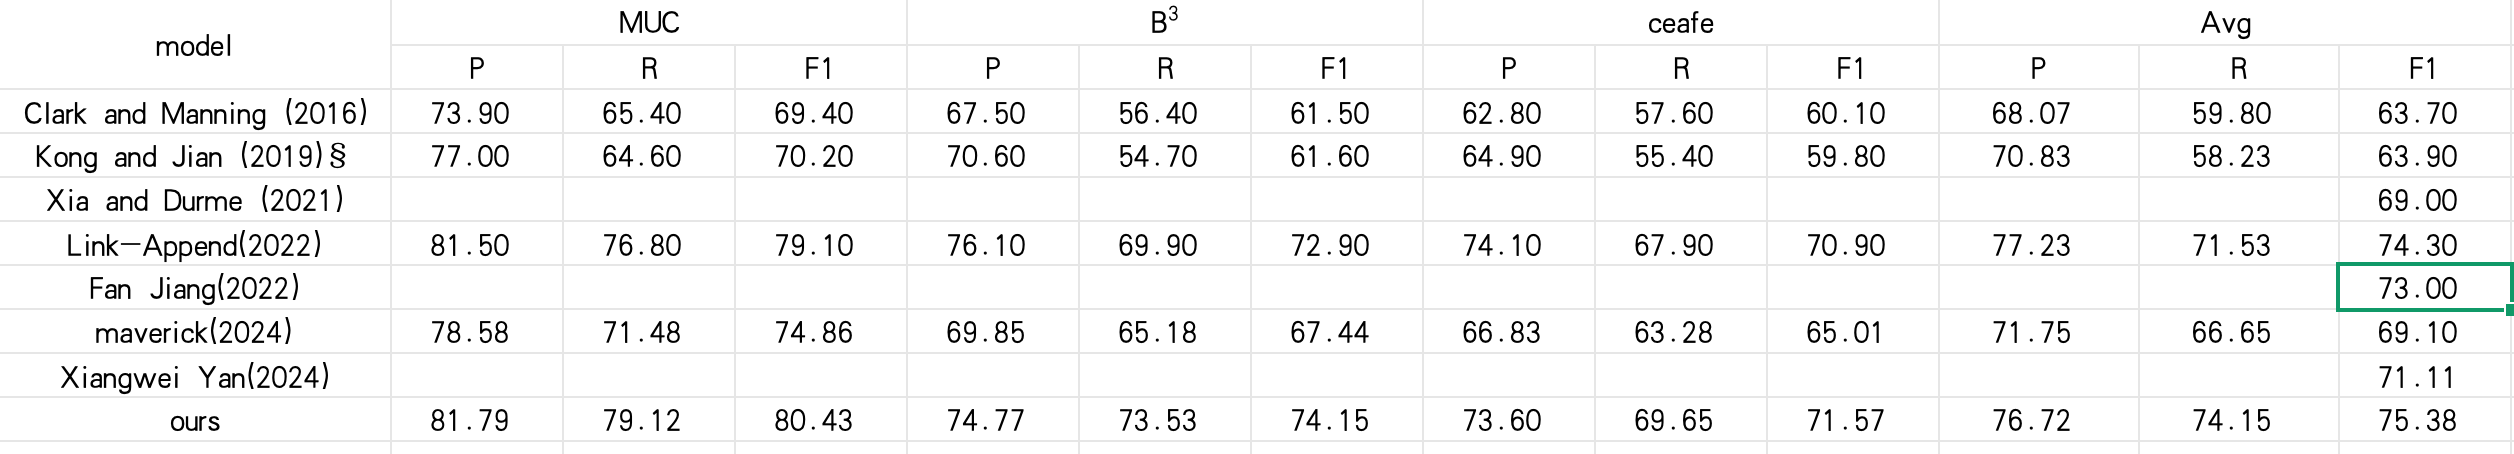 model MUC B³ ceafe Avg
P R F1 P R F1 P R F1 P R F1
Clark and Manning (2016) 73.90 65.40 69.40 67.50 56.40 61.50 62.80 57.60 60.10 68.07 59.80 63.70
Kong and Jian (2019)§ 77.00 64.60 70.20 70.60 54.70 61.60 64.90 55.40 59.80 70.83 58.23 63.90
Xia and Durme (2021) 69.00
Link—Append(2022) 81.50 76.80 79.10 76.10 69.90 72.90 74.10 67.90 70.90 77.23 71.53 74.30
Fan Jiang(2022) 73.00
maverick(2024) 78.58 71.48 74.86 69.85 65.18 67.44 66.83 63.28 65.01 71.75 66.65 69.10
Xiangwei Yan(2024) 71.11
ours 81.79 79.12 80.43 74.77 73.53 74.15 73.60 69.65 71.57 76.72 74.15 75.38